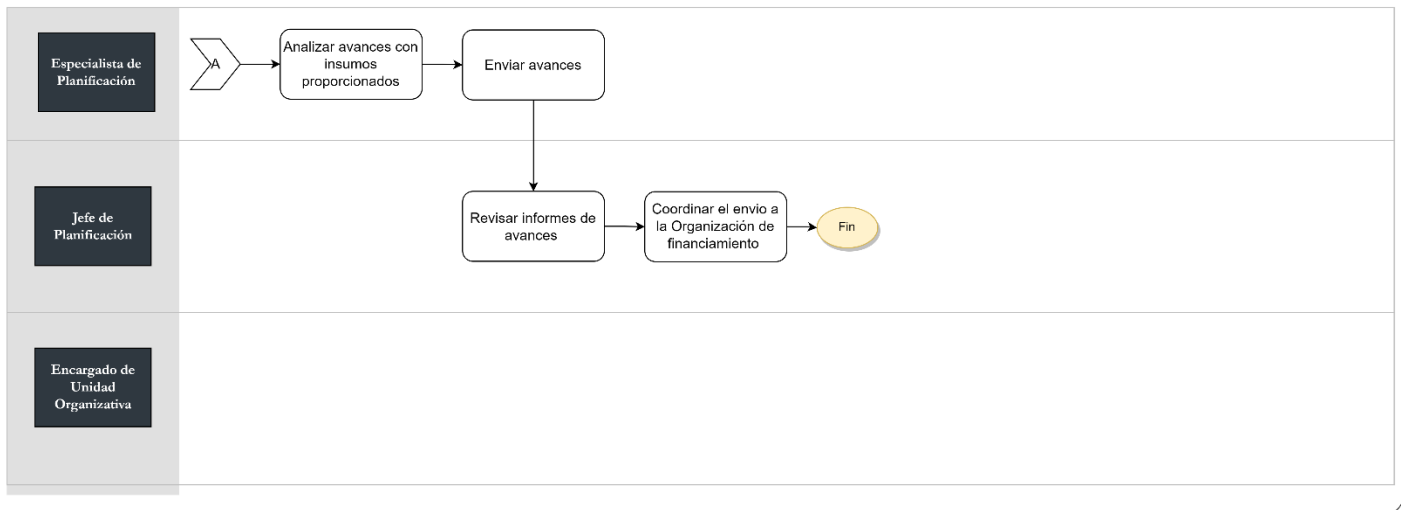 Especialista de
Planificación
A
Analizar avances con
insumos
proporcionados
Enviar avances
Jefe de
Planificación
Revisar informes de
avances
Coordinar el envio a
la Organización de
financiamiento
Fin
Encargado de
Unidad
Organizativa